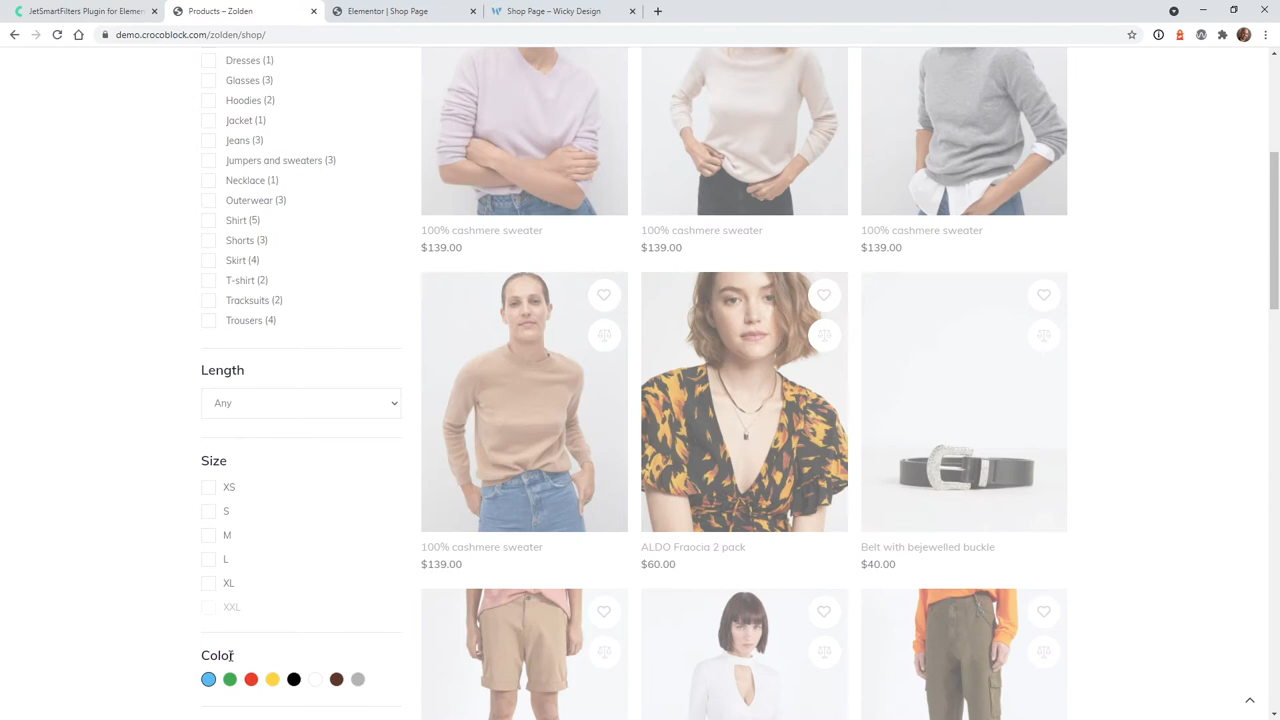 JetSmartFilters Plugin for Elemen
Products – Zolden
Elementor | Shop Page
Shop Page – Wicky Design
demo.crocoblock.com/zolden/shop/
Dresses (1)
Glasses (3)
Hoodies (2)
Jacket (1)
Jeans (3)
Jumpers and sweaters (3)
Necklace (1)
Outerwear (3)
Shirt (5)
Shorts (3)
Skirt (4)
T-shirt (2)
Tracksuits (2)
Trousers (4)
Length
Any
Size
XS
S
M
L
XL
XXL
Color
100% cashmere sweater
$139.00
100% cashmere sweater
$139.00
100% cashmere sweater
$139.00
100% cashmere sweater
$139.00
ALDO Fraocia 2 pack
$60.00
Belt with bejewelled buckle
$40.00